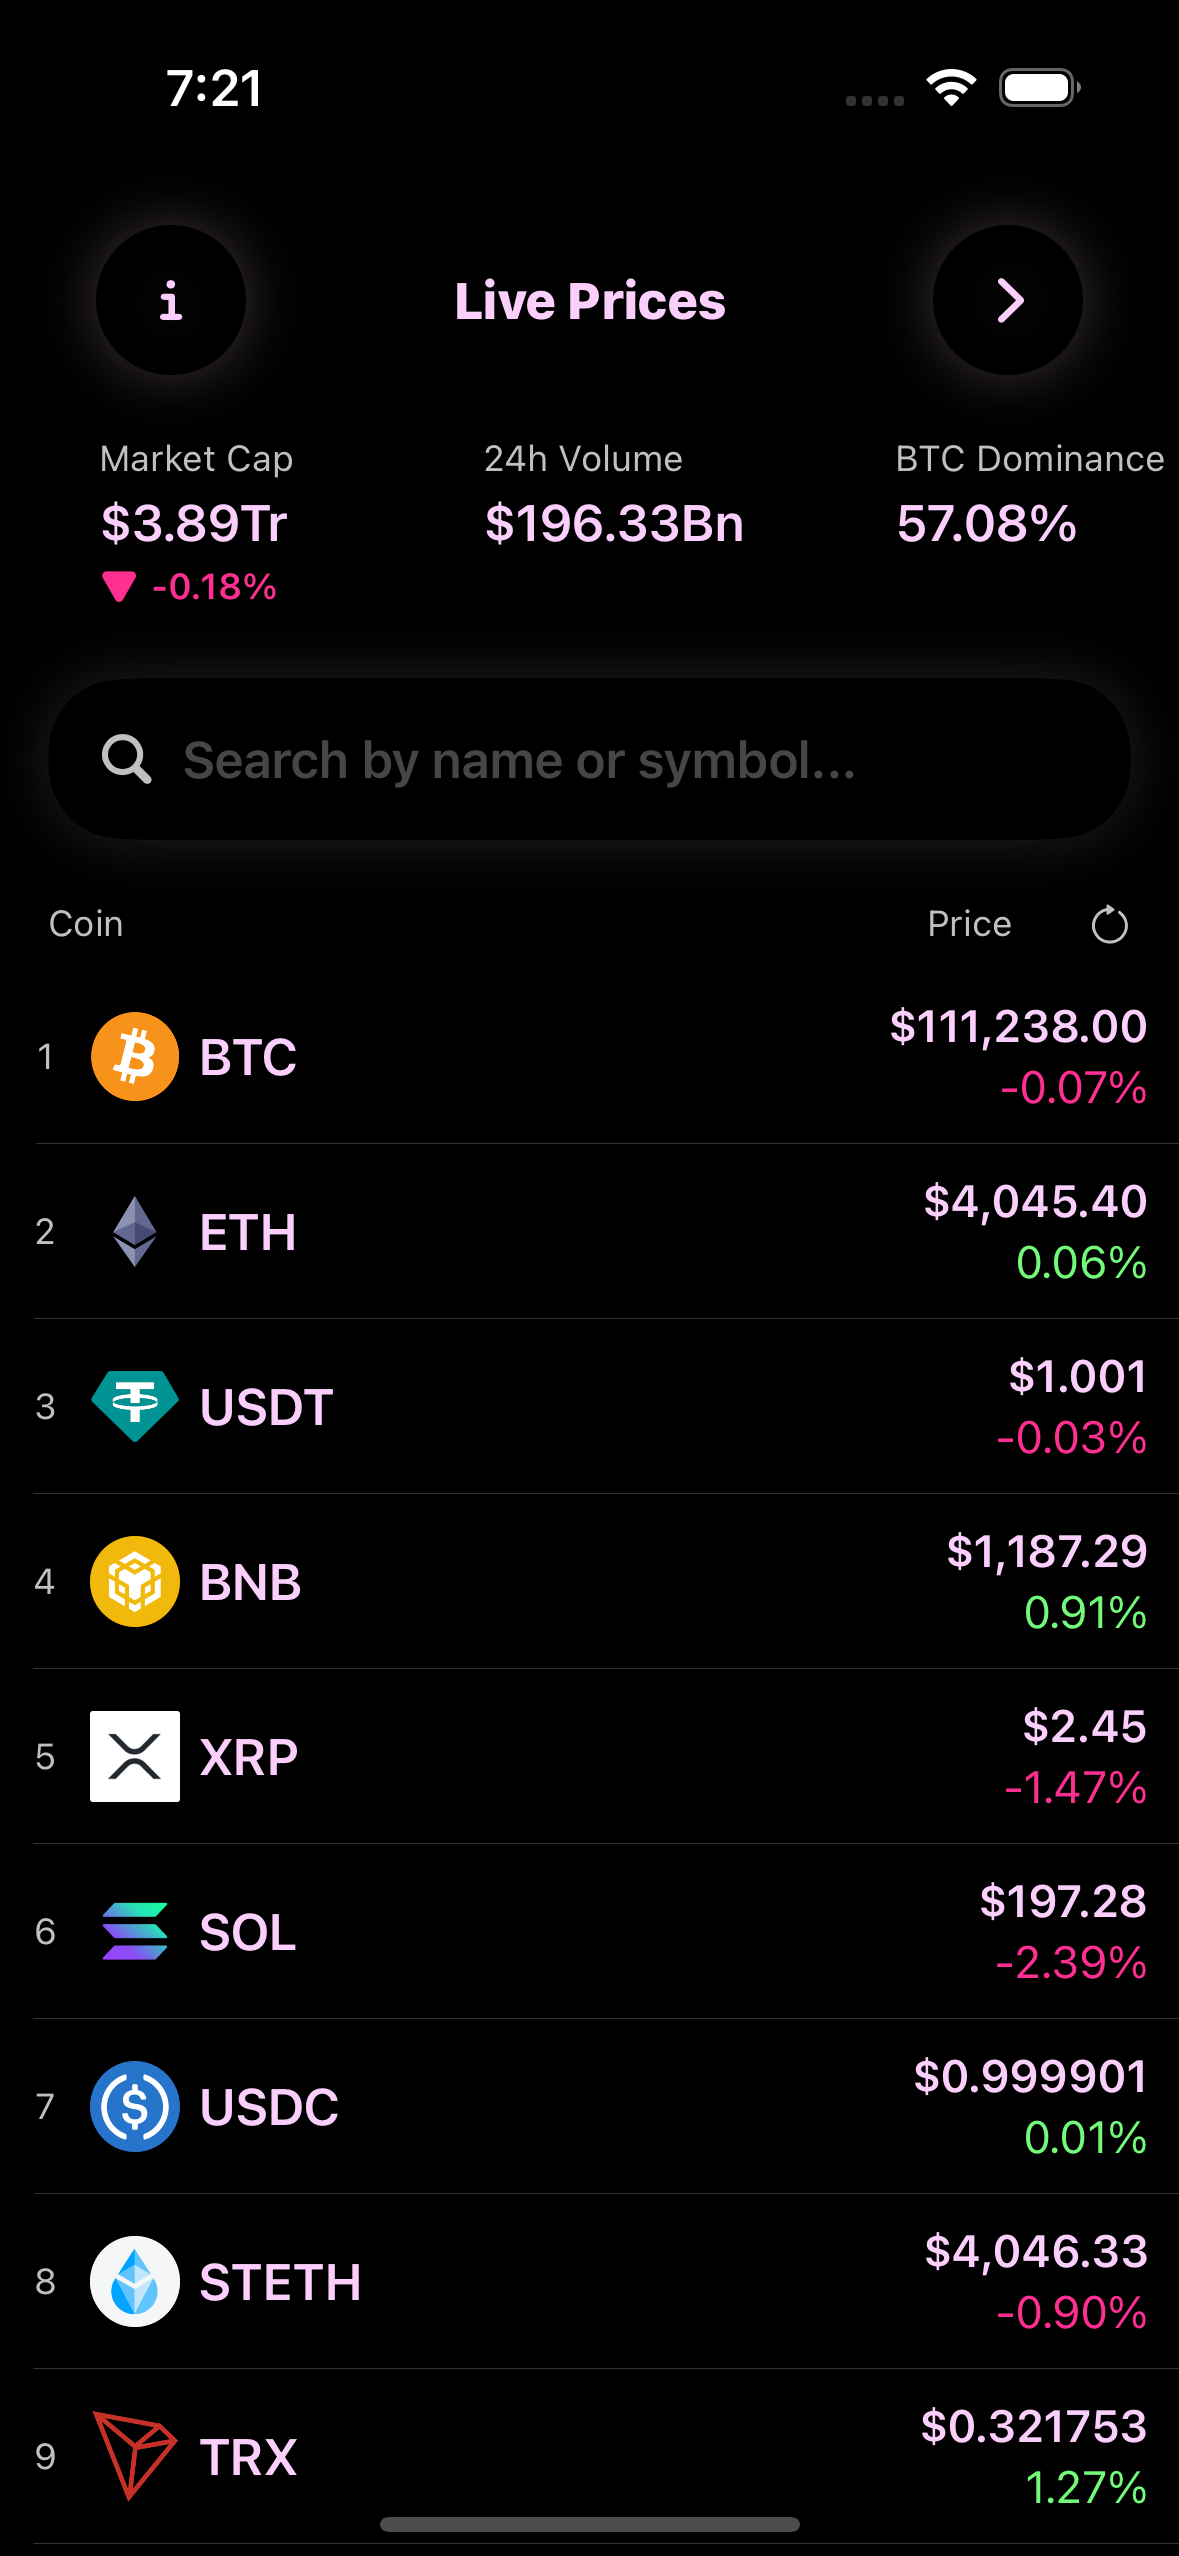 7:21
i
Live Prices
Market Cap
24h Volume
BTC Dominance
$3.89Tr
$196.33Bn
57.08%
-0.18%
Search by name or symbol...
Coin
Price
1
BTC
$111,238.00
-0.07%
2
ETH
$4,045.40
0.06%
3
USDT
$1.001
-0.03%
4
BNB
$1,187.29
0.91%
5
XRP
$2.45
-1.47%
6
SOL
$197.28
-2.39%
7
USDC
$0.999901
0.01%
8
STETH
$4,046.33
-0.90%
9
TRX
$0.321753
1.27%